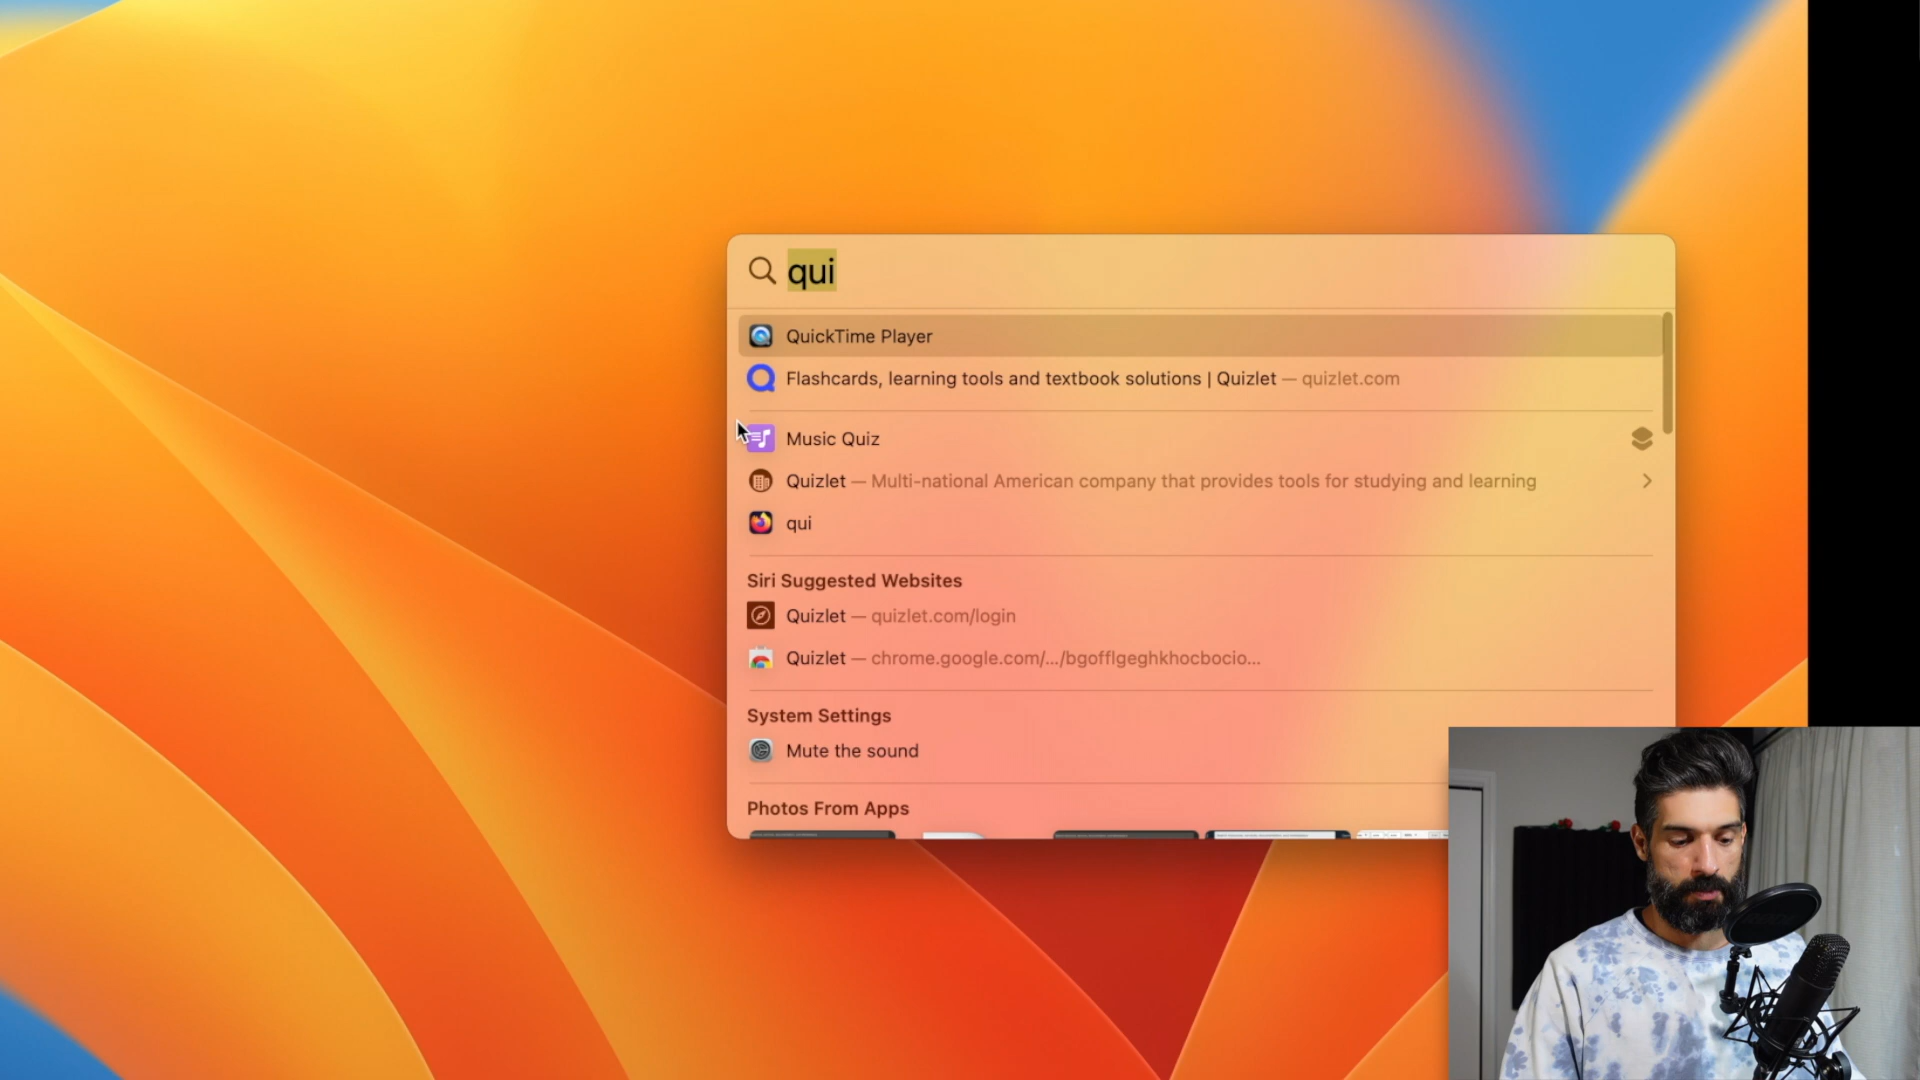 qui
QuickTime Player
Flashcards, learning tools and textbook solutions | Quizlet — quizlet.com
Music Quiz
Quizlet — Multi-national American company that provides tools for studying and learning
qui
Siri Suggested Websites
Quizlet — quizlet.com/login
Quizlet — chrome.google.com/.../bgofflgeghkhocbocio...
System Settings
Mute the sound
Photos From Apps